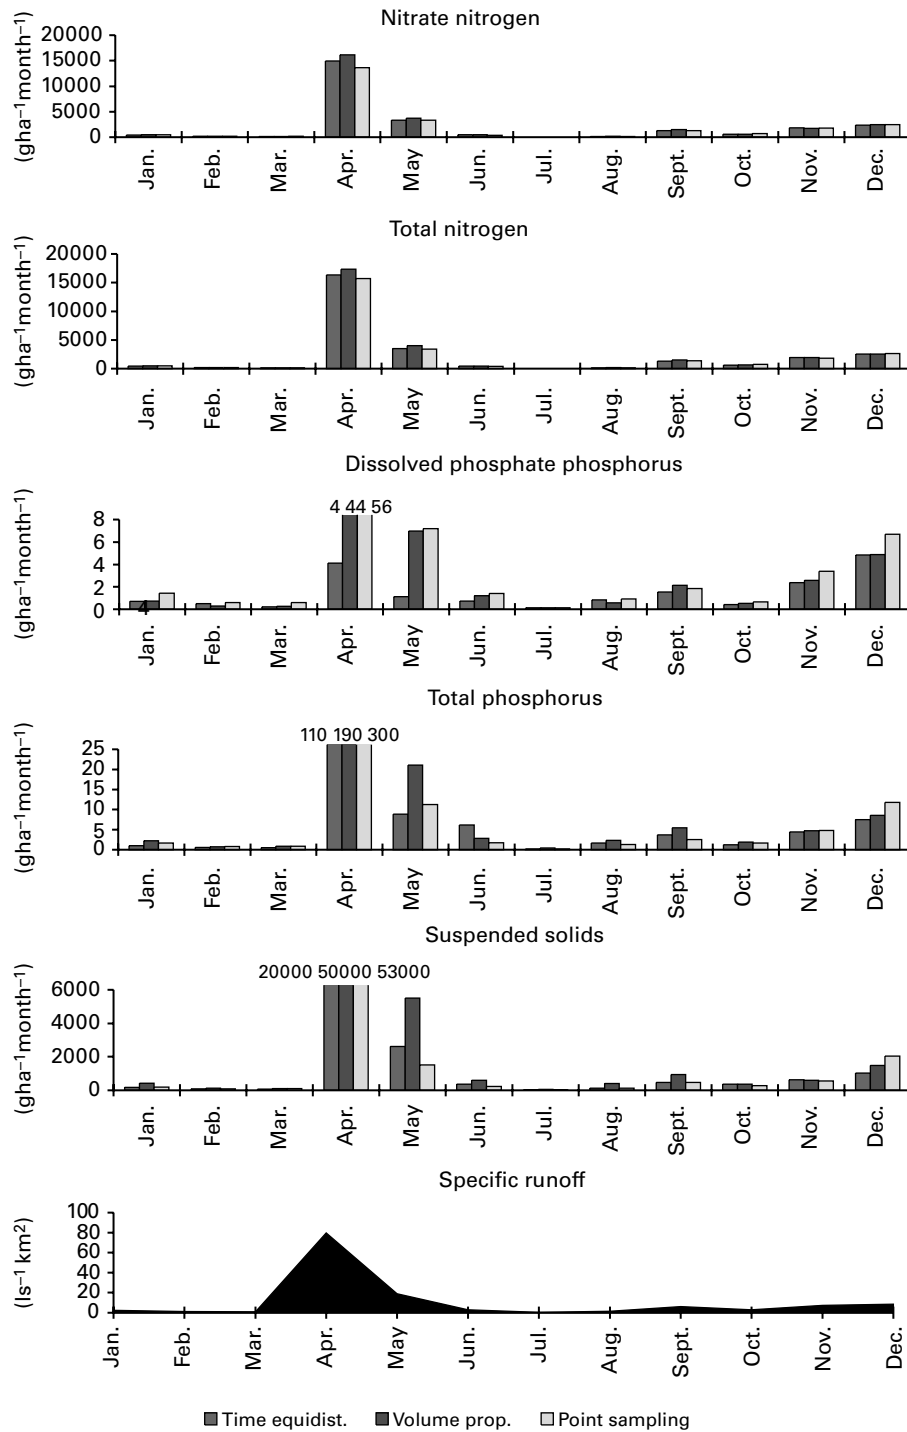 Nitrate nitrogen
(gha⁻¹month⁻¹)
20000
15000
10000
5000
0
Jan. Feb. Mar. Apr. May Jun. Jul. Aug. Sept. Oct. Nov. Dec.
Total nitrogen
(gha⁻¹month⁻¹)
20000
15000
10000
5000
0
Jan. Feb. Mar. Apr. May Jun. Jul. Aug. Sept. Oct. Nov. Dec.
Dissolved phosphate phosphorus
(gha⁻¹month⁻¹)
4 44 56
8
6
4
2
0
4
Jan. Feb. Mar. Apr. May Jun. Jul. Aug. Sept. Oct. Nov. Dec.
Total phosphorus
(gha⁻¹month⁻¹)
110 190 300
25
20
15
10
5
0
Jan. Feb. Mar. Apr. May Jun. Jul. Aug. Sept. Oct. Nov. Dec.
Suspended solids
(gha⁻¹month⁻¹)
20000 50000 53000
6000
4000
2000
0
Jan. Feb. Mar. Apr. May Jun. Jul. Aug. Sept. Oct. Nov. Dec.
Specific runoff
(ls⁻¹ km²)
100
80
60
40
20
0
Jan. Feb. Mar. Apr. May Jun. Jul. Aug. Sept. Oct. Nov. Dec.
Time equidist. Volume prop. Point sampling